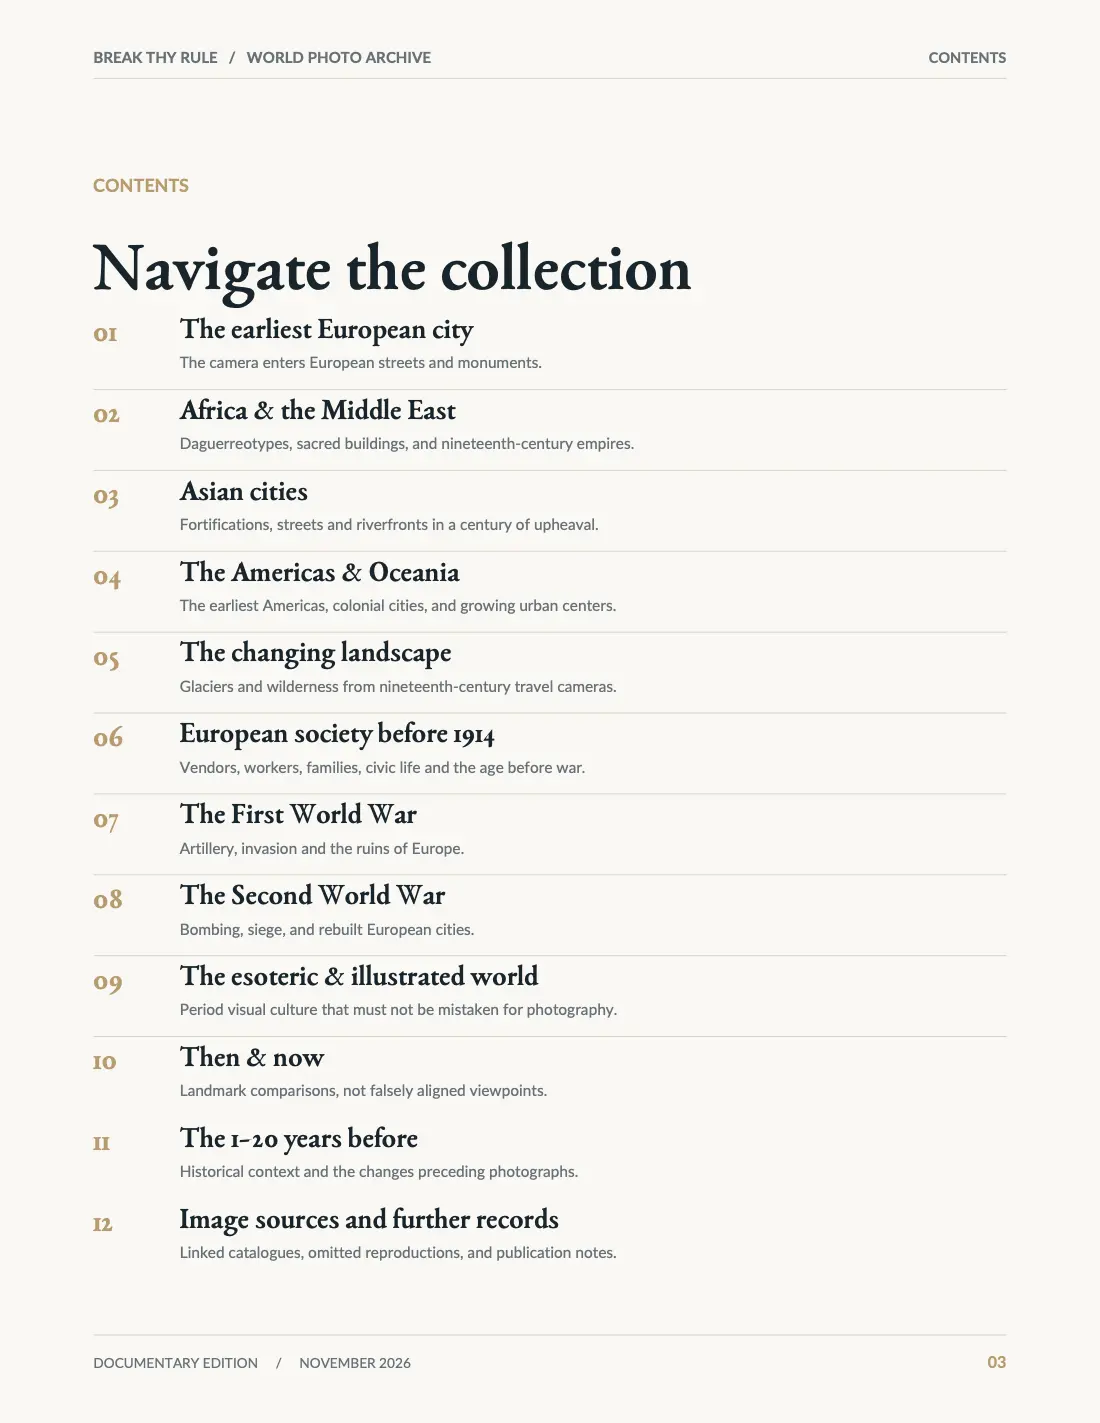 BREAK THY RULE / WORLD PHOTO ARCHIVE
CONTENTS
CONTENTS
Navigate the collection
01
The earliest European city
The camera enters European streets and monuments.
02
Africa & the Middle East
Daguerreotypes, sacred buildings, and nineteenth-century empires.
03
Asian cities
Fortifications, streets and riverfronts in a century of upheaval.
04
The Americas & Oceania
The earliest Americas, colonial cities, and growing urban centers.
05
The changing landscape
Glaciers and wilderness from nineteenth-century travel cameras.
06
European society before 1914
Vendors, workers, families, civic life and the age before war.
07
The First World War
Artillery, invasion and the ruins of Europe.
08
The Second World War
Bombing, siege, and rebuilt European cities.
09
The esoteric & illustrated world
Period visual culture that must not be mistaken for photography.
10
Then & now
Landmark comparisons, not falsely aligned viewpoints.
11
The 1–20 years before
Historical context and the changes preceding photographs.
12
Image sources and further records
Linked catalogues, omitted reproductions, and publication notes.
DOCUMENTARY EDITION / NOVEMBER 2026
03